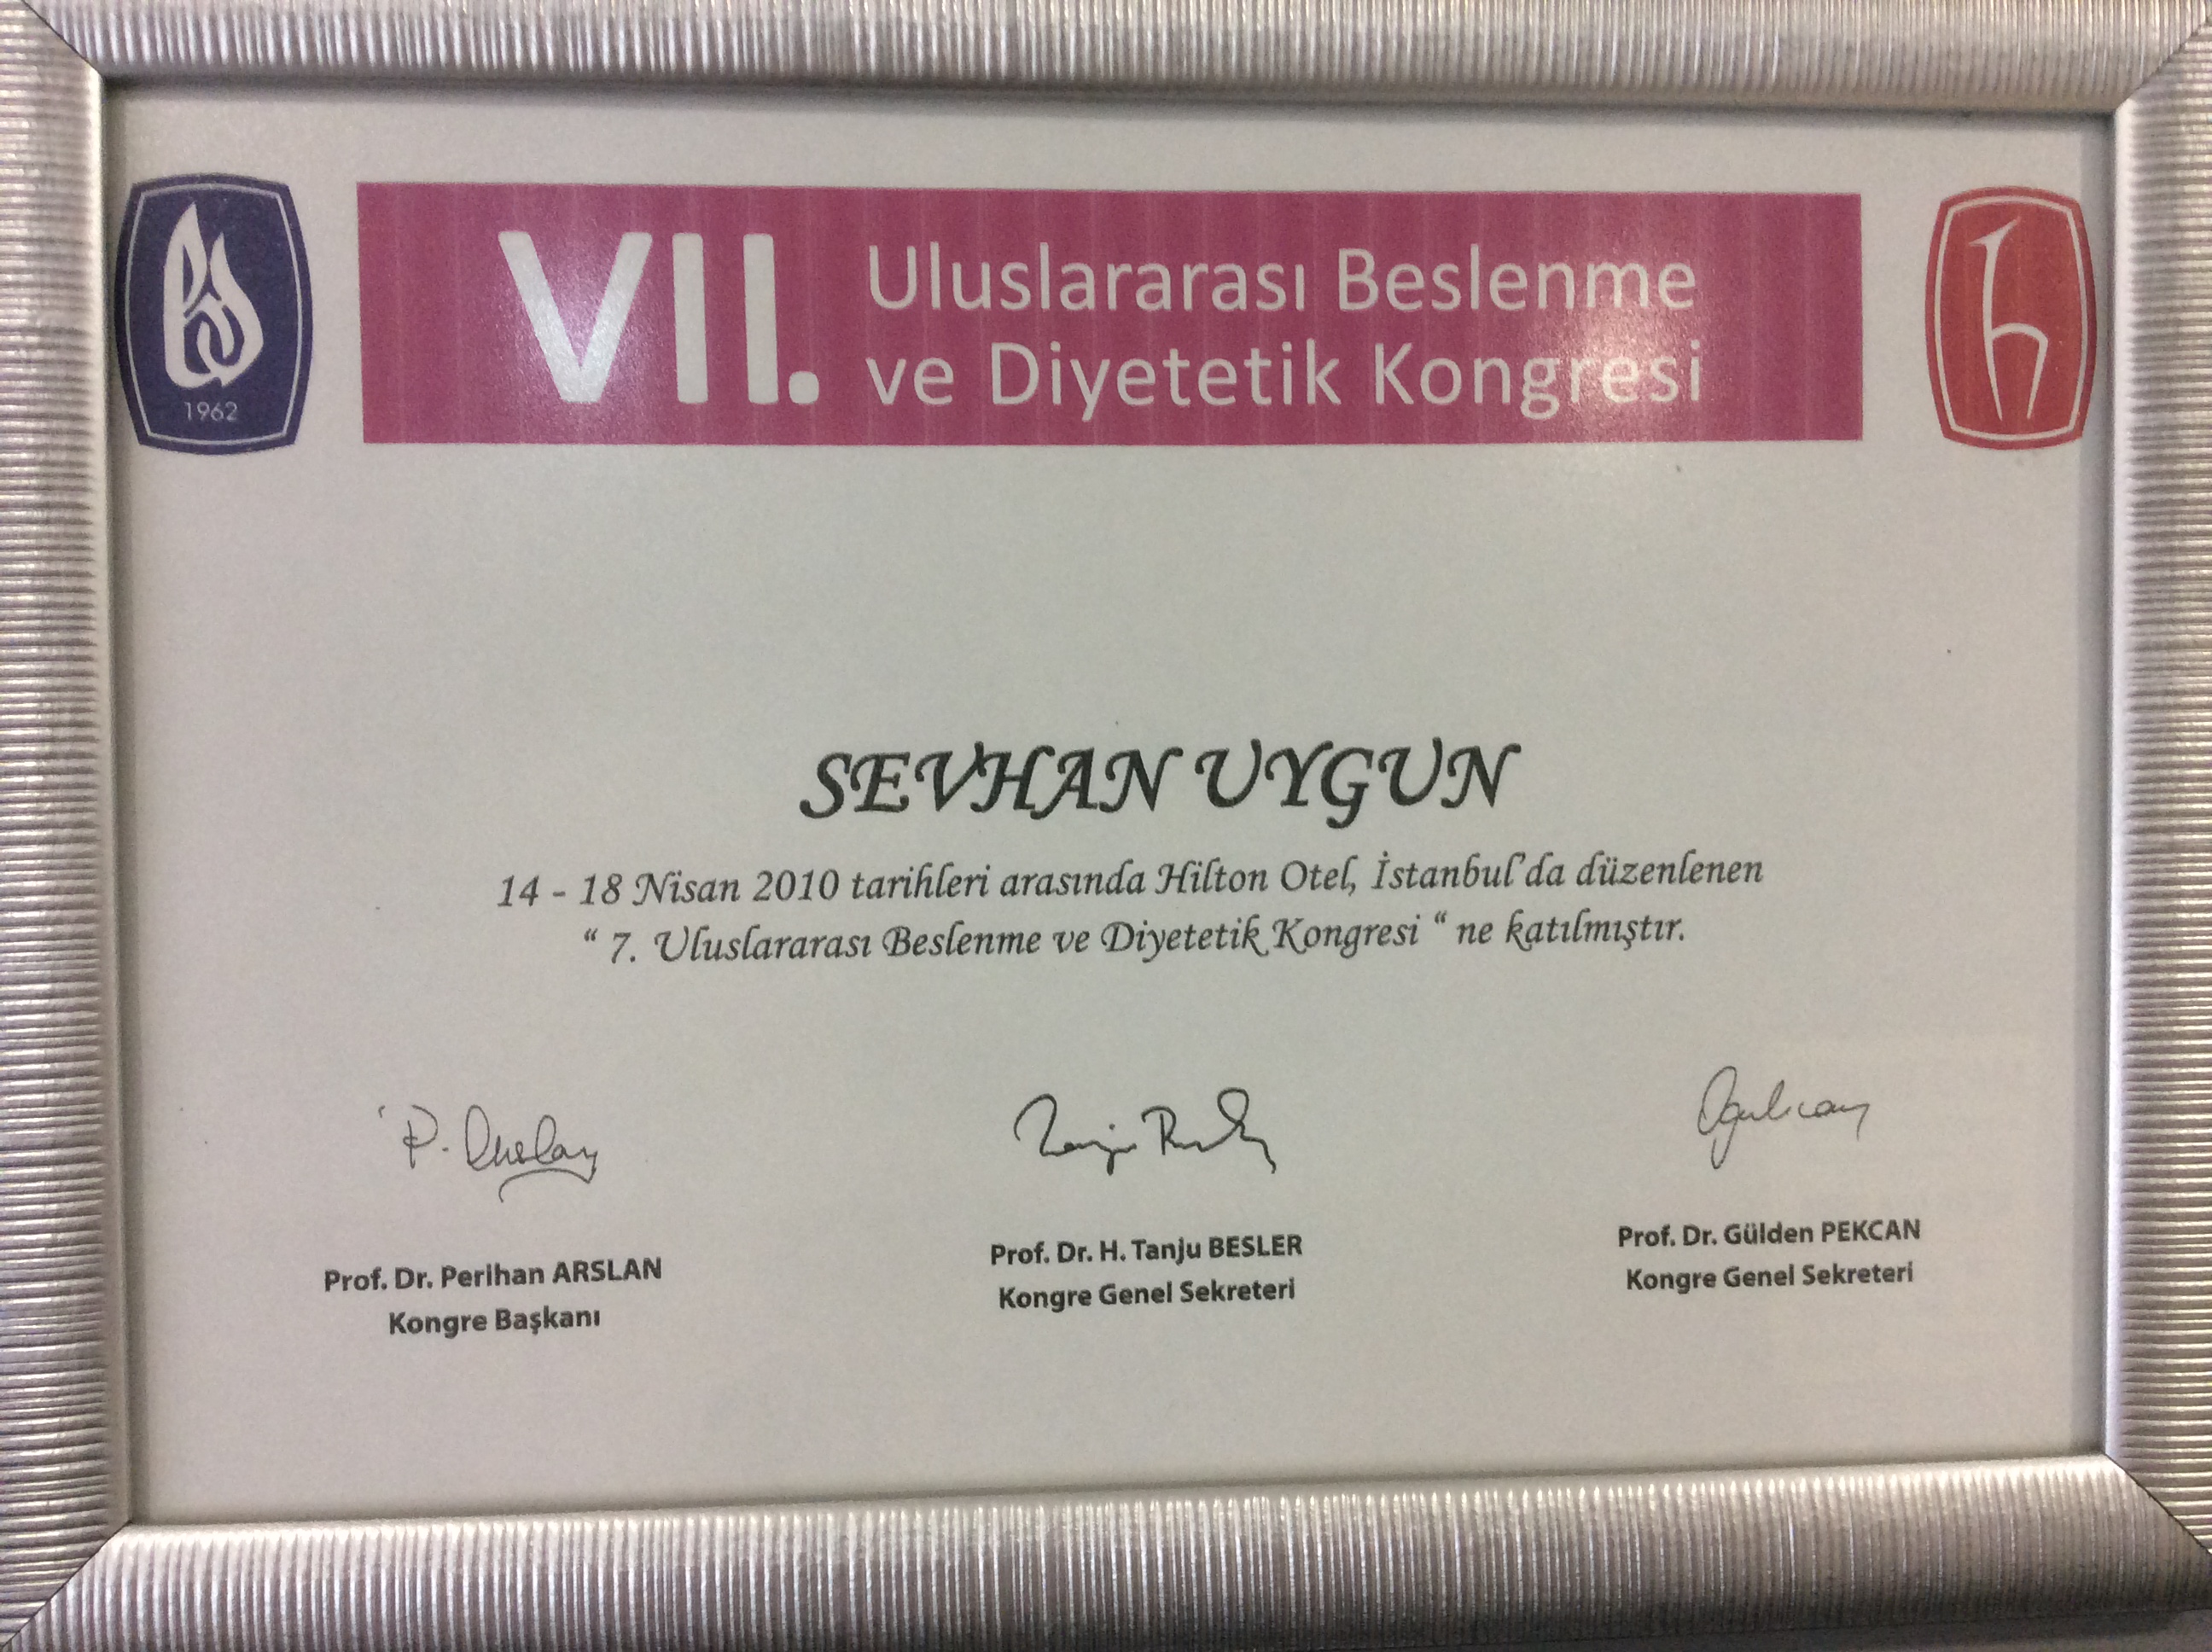 1962
VII. Uluslararası Beslenme
ve Diyetetik Kongresi
SEVHAN UYGUN
14 - 18 Nisan 2010 tarihleri arasında Hilton Otel, İstanbul'da düzenlenen
“ 7. Uluslararası Beslenme ve Diyetetik Kongresi “ ne katılmıştır.
Prof. Dr. Perihan ARSLAN
Kongre Başkanı
Prof. Dr. H. Tanju BESLER
Kongre Genel Sekreteri
Prof. Dr. Gülden PEKCAN
Kongre Genel Sekreteri